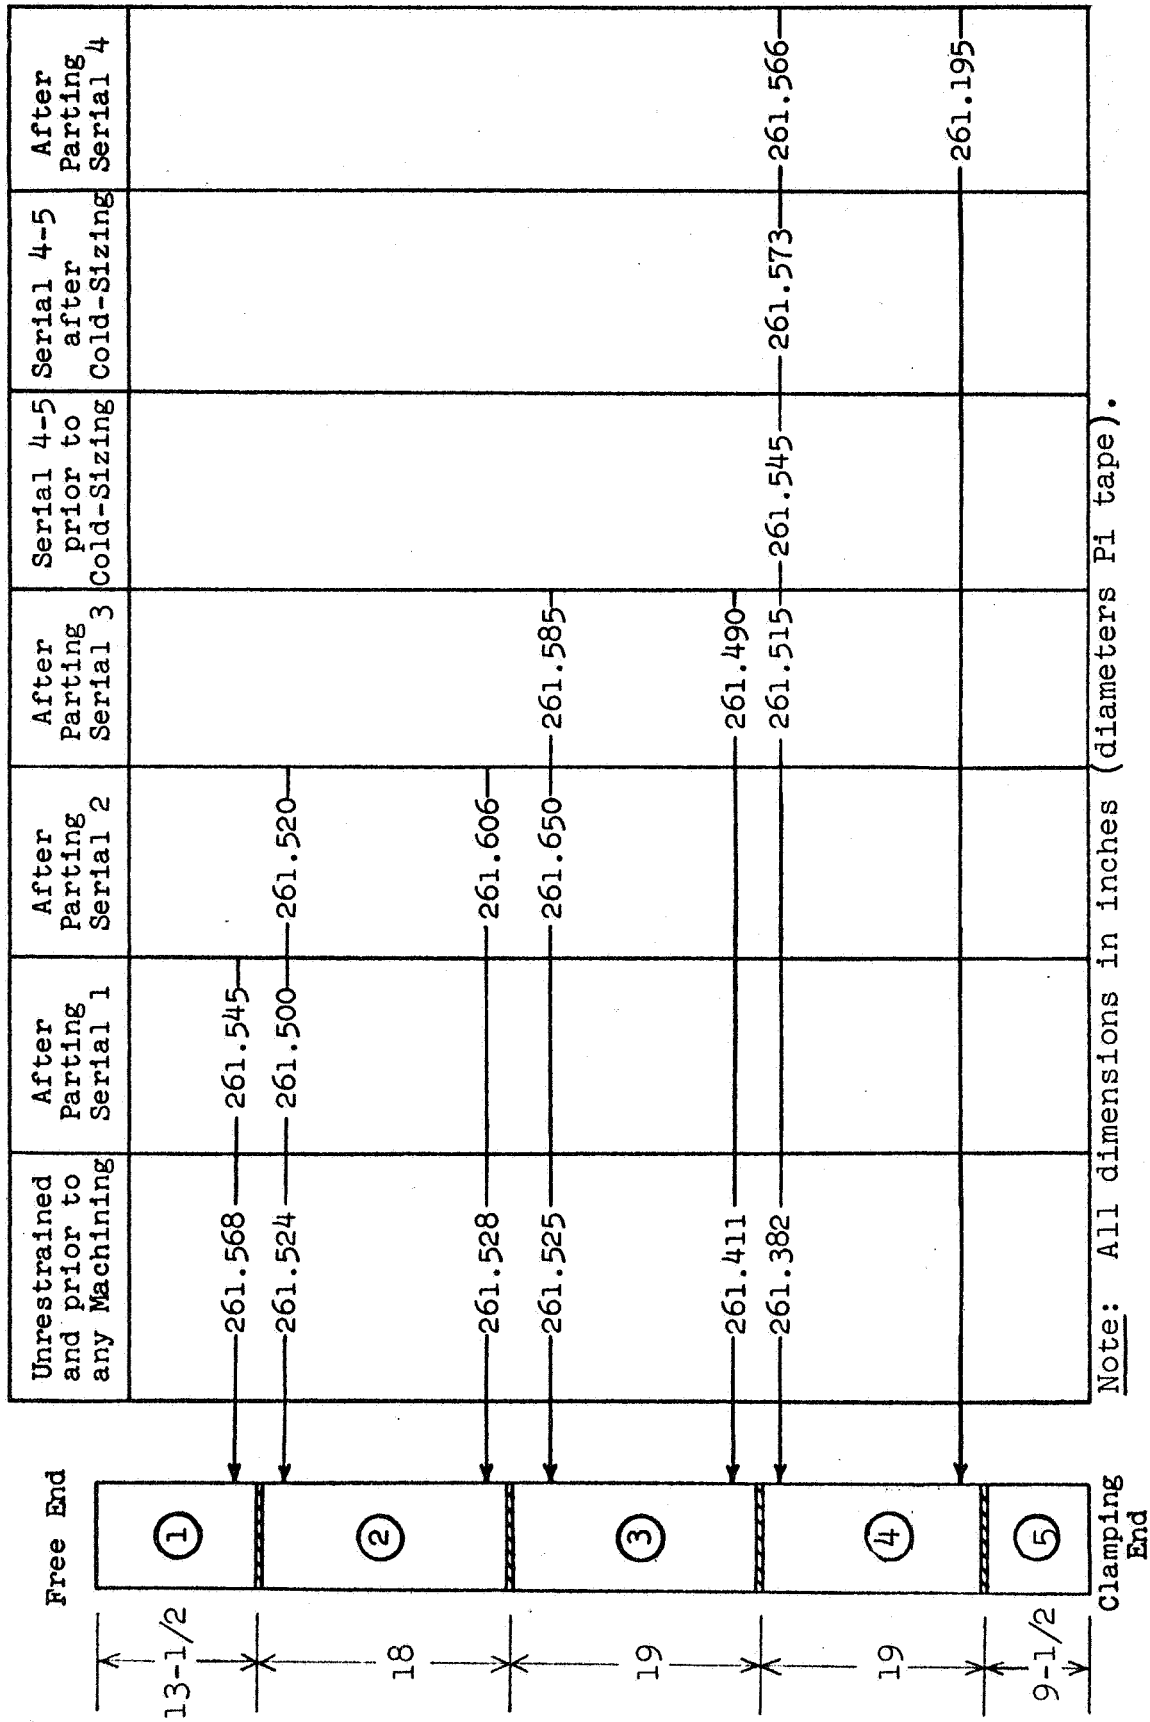 Free End
Clamping
End
13-1/2
18
19
19
9-1/2
1
2
3
4
5
Unrestrained
and prior to
any Machining
After
Parting
Serial 1
After
Parting
Serial 2
After
Parting
Serial 3
Serial 4-5
prior to
Cold-Sizing
Serial 4-5
after
Cold-Sizing
After
Parting
Serial 4
261.568 261.545
261.524 261.500 261.520
261.528 261.606
261.525 261.650 261.585
261.411 261.490
261.382 261.515 261.545 261.573 261.566
261.195
Note: All dimensions in inches (diameters Pi tape).